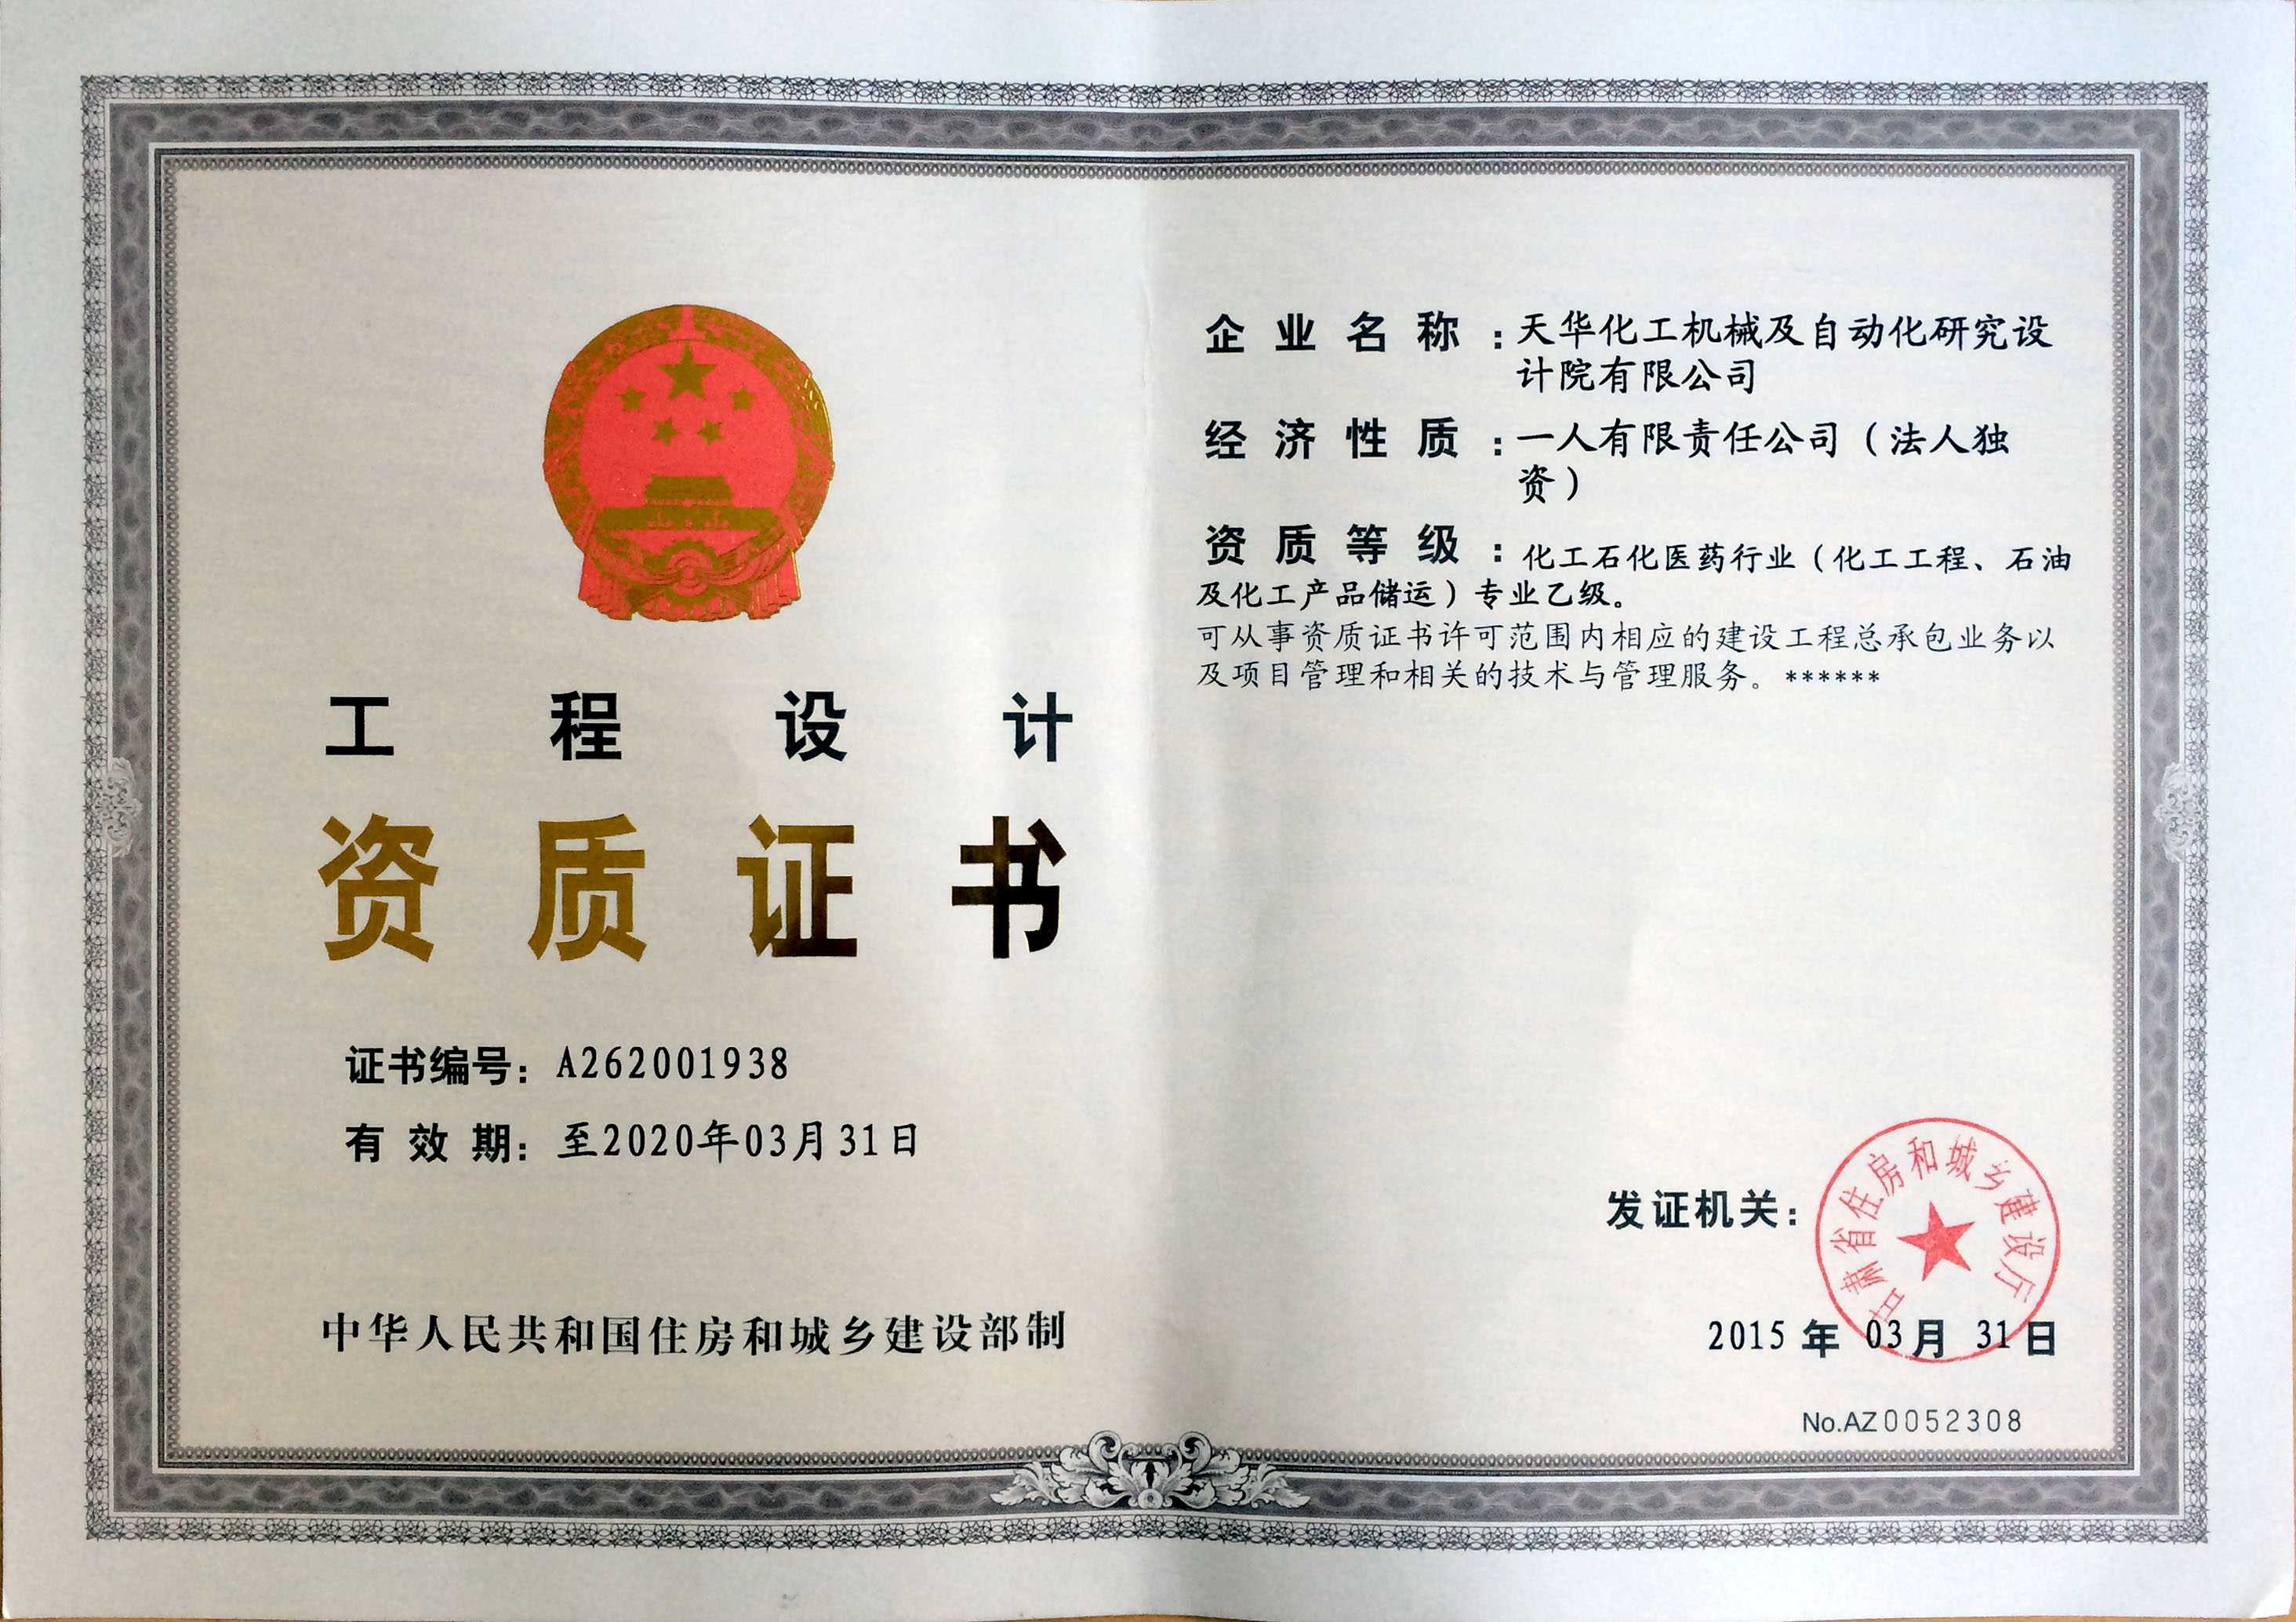 工程设计
资质证书
证书编号：A262001938
有效期：至2020年03月31日
中华人民共和国住房和城乡建设部制
企业名称：天华化工机械及自动化研究设
计院有限公司
经济性质：一人有限责任公司（法人独
资）
资质等级：化工石化医药行业（化工工程、石油
及化工产品储运）专业乙级。
可从事资质证书许可范围内相应的建设工程总承包业务以
及项目管理和相关的技术与管理服务。******
发证机关：
甘肃省住房和城乡建设厅
2015年03月31日
No.AZ0052308